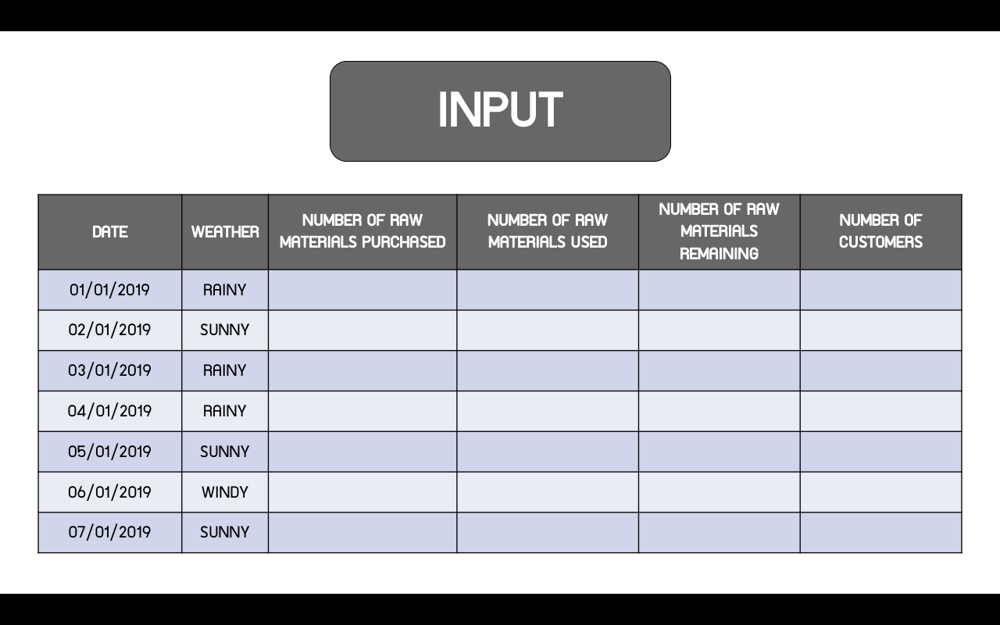 INPUT
DATE
WEATHER
NUMBER OF RAW
MATERIALS PURCHASED
NUMBER OF RAW
MATERIALS USED
NUMBER OF RAW
MATERIALS
REMAINING
NUMBER OF
CUSTOMERS
01/01/2019 RAINY
02/01/2019 SUNNY
03/01/2019 RAINY
04/01/2019 RAINY
05/01/2019 SUNNY
06/01/2019 WINDY
07/01/2019 SUNNY